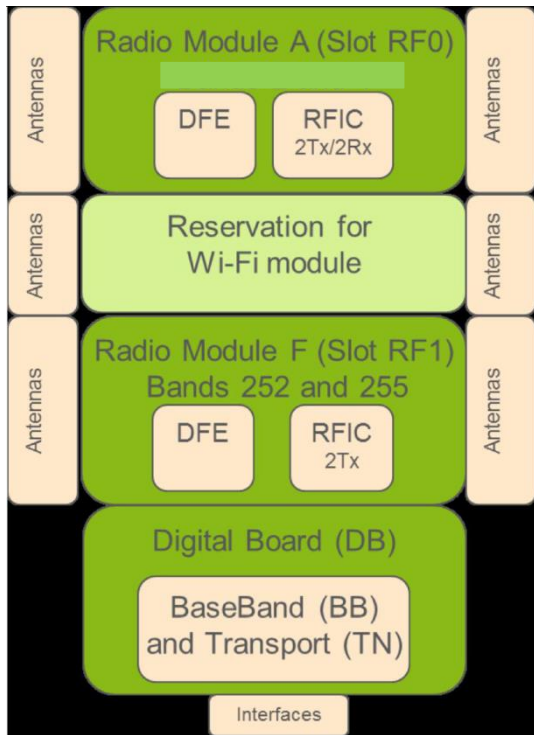 Antennas
Radio Module A (Slot RF0)
Antennas
DFE
RFIC
2Tx/2Rx
Antennas
Reservation for
Wi-Fi module
Antennas
Antennas
Radio Module F (Slot RF1)
Bands 252 and 255
Antennas
DFE
RFIC
2Tx
Digital Board (DB)
BaseBand (BB)
and Transport (TN)
Interfaces